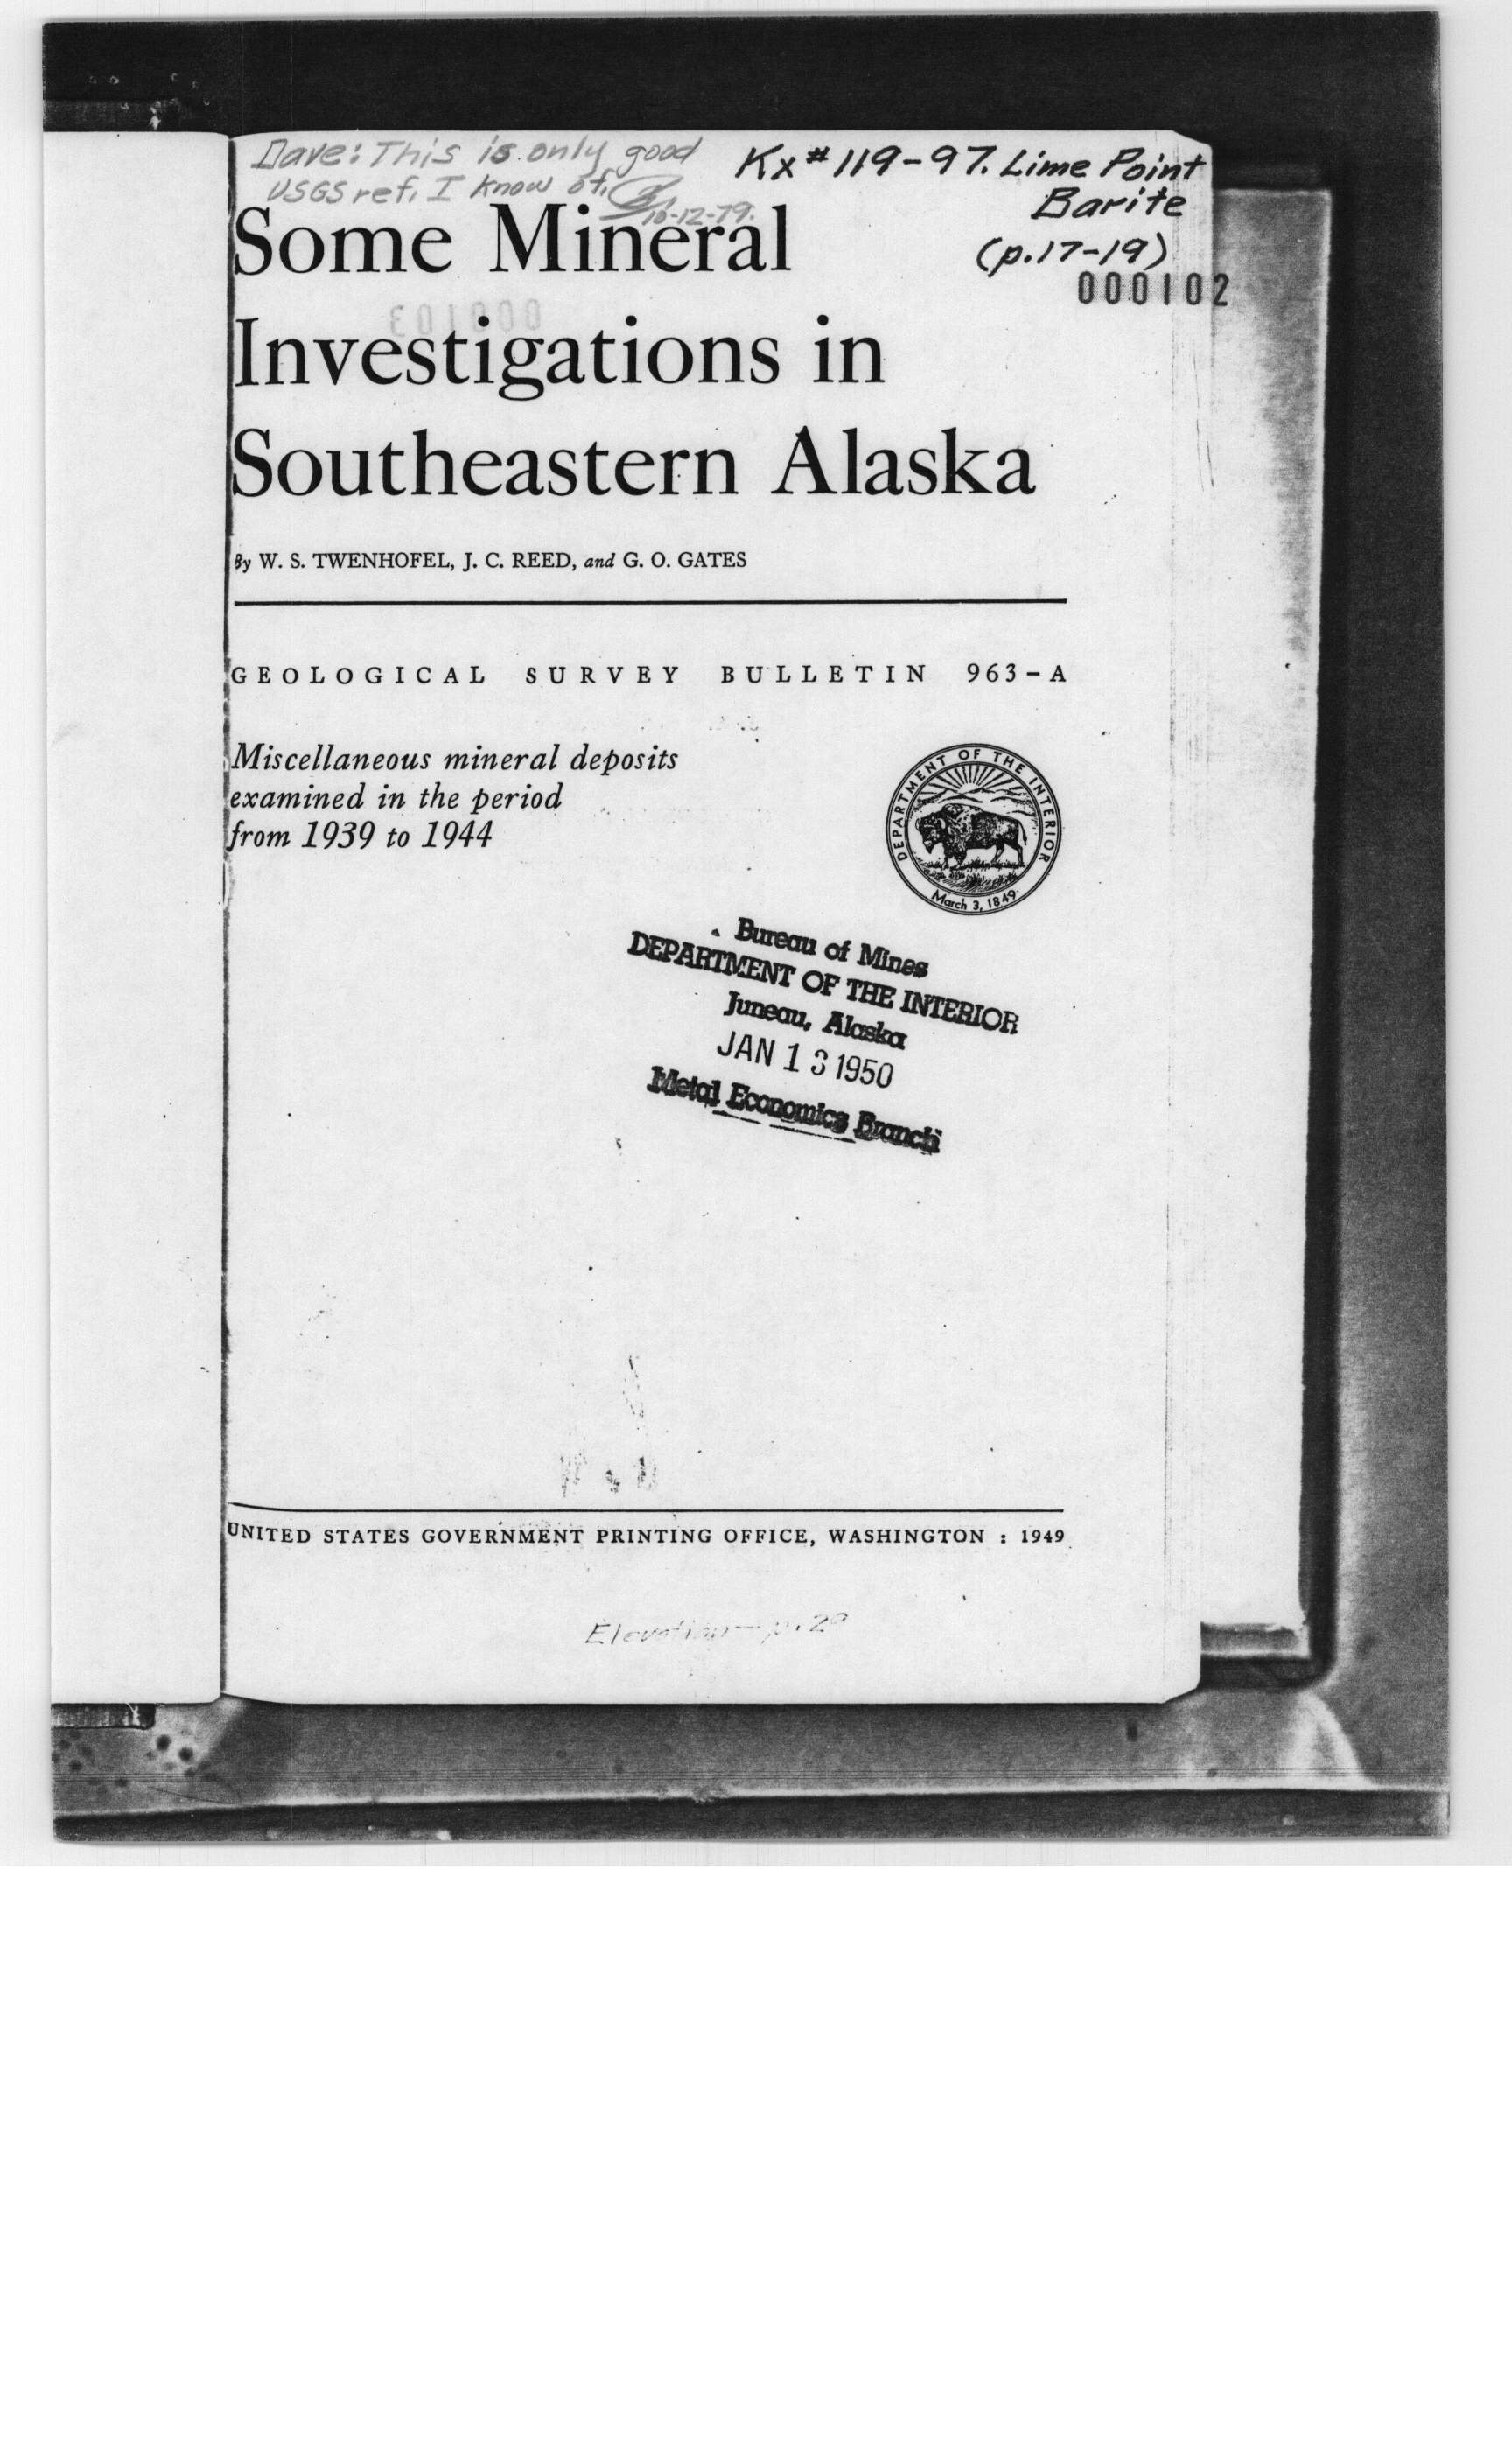 Dave: This is only good
USGS ref. I know of.
10-12-79.
Kx # 119-97. Lime Point
Barite
(p.17-19)
000102
Some Mineral
000103
Investigations in
Southeastern Alaska
By W. S. TWENHOFEL, J. C. REED, and G. O. GATES
GEOLOGICAL SURVEY BULLETIN 963-A
Miscellaneous mineral deposits
examined in the period
from 1939 to 1944
DEPARTMENT OF THE INTERIOR
March 3, 1849
Bureau of Mines
DEPARTMENT OF THE INTERIOR
Juneau, Alaska
JAN 13 1950
Metal Economics Branch
UNITED STATES GOVERNMENT PRINTING OFFICE, WASHINGTON : 1949
Elevation—